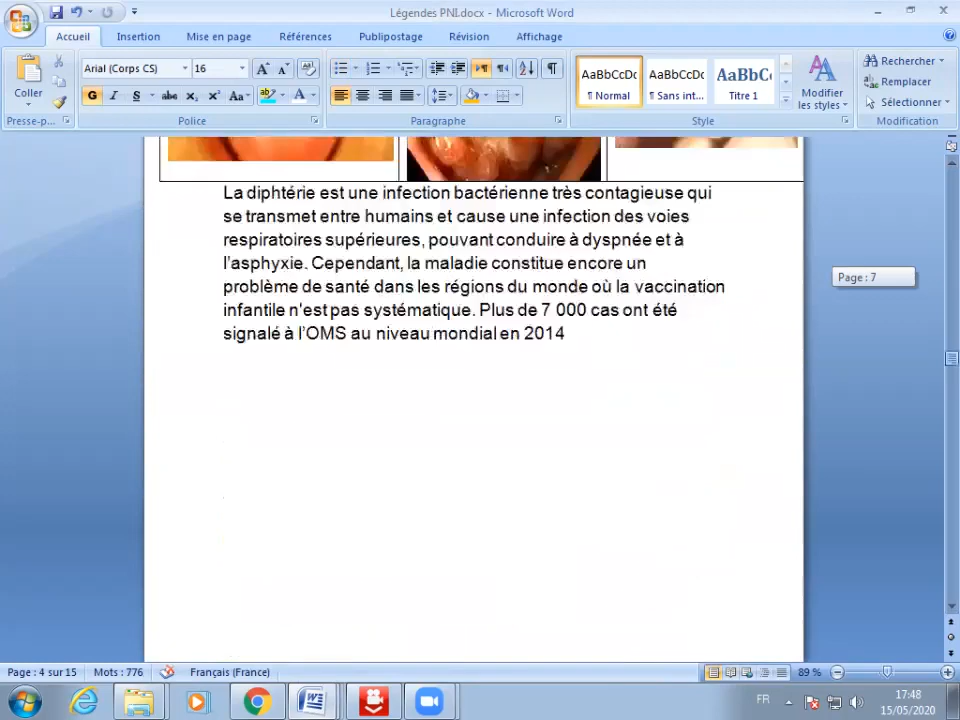 Légendes PNI.docx - Microsoft Word
Accueil
Insertion
Mise en page
Références
Publipostage
Révision
Affichage
Coller
Presse-p...
Arial (Corps CS)
16
G I S abc x₂ x² Aa
Police
Paragraphe
AaBbCcDc
¶ Normal
AaBbCcDc
¶ Sans int...
AaBbC
Titre 1
Modifier
les styles
Style
Rechercher
Remplacer
Sélectionner
Modification
La diphtérie est une infection bactérienne très contagieuse qui
se transmet entre humains et cause une infection des voies
respiratoires supérieures, pouvant conduire à dyspnée et à
l'asphyxie. Cependant, la maladie constitue encore un
problème de santé dans les régions du monde où la vaccination
infantile n'est pas systématique. Plus de 7 000 cas ont été
signalé à l'OMS au niveau mondial en 2014
Page : 7
Page : 4 sur 15
Mots : 776
Français (France)
89 %
FR
17:48
15/05/2020